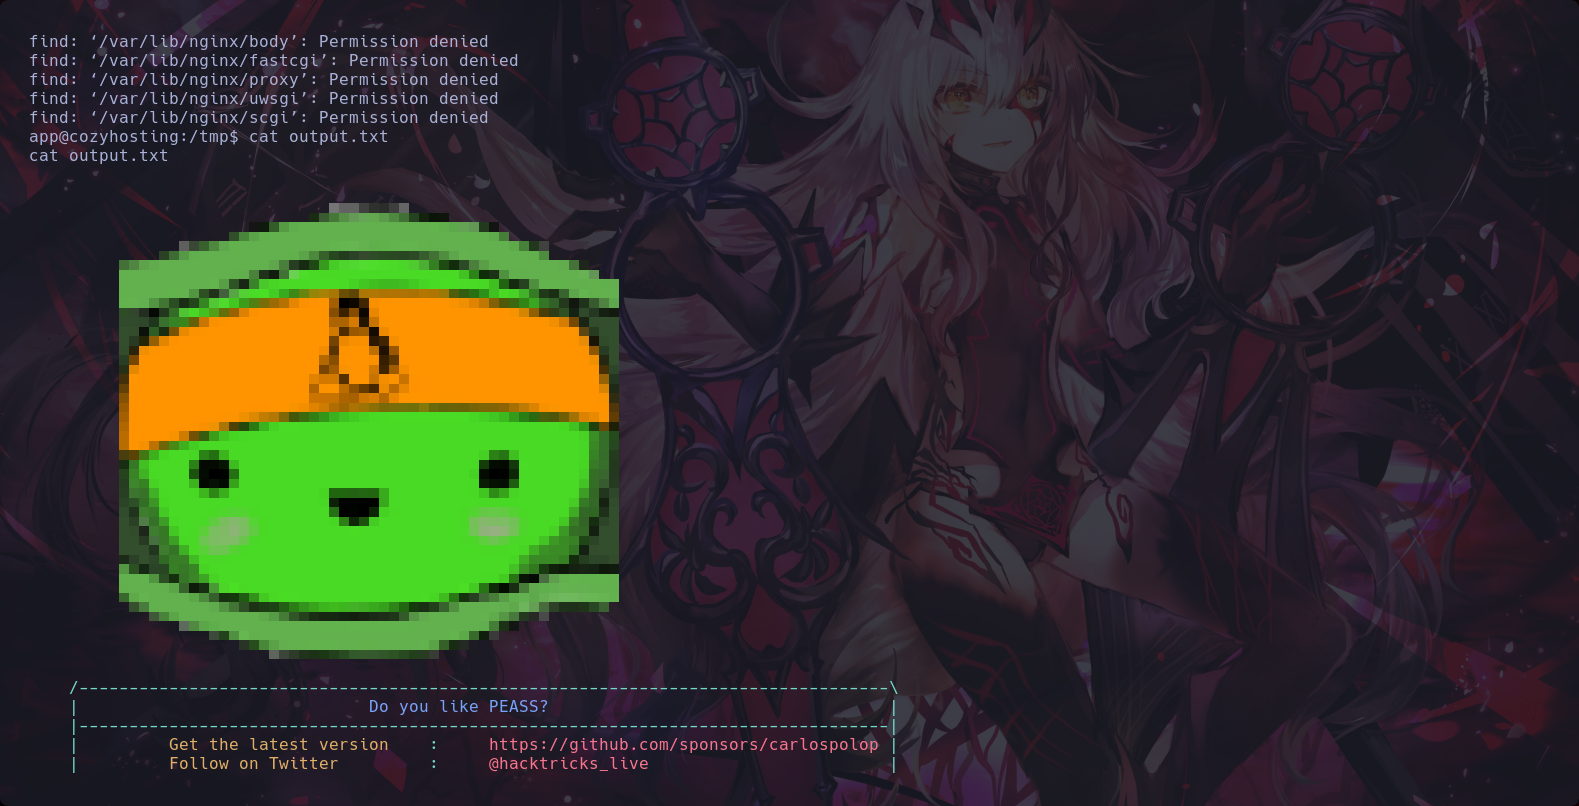 find: ‘/var/lib/nginx/body’: Permission denied
find: ‘/var/lib/nginx/fastcgi’: Permission denied
find: ‘/var/lib/nginx/proxy’: Permission denied
find: ‘/var/lib/nginx/uwsgi’: Permission denied
find: ‘/var/lib/nginx/scgi’: Permission denied
app@cozyhosting:/tmp$ cat output.txt
cat output.txt
/---------------------------------------------------------------------------------\
|                             Do you like PEASS?                                  |
|---------------------------------------------------------------------------------|
|         Get the latest version    :     https://github.com/sponsors/carlospolop |
|         Follow on Twitter         :     @hacktricks_live                        |